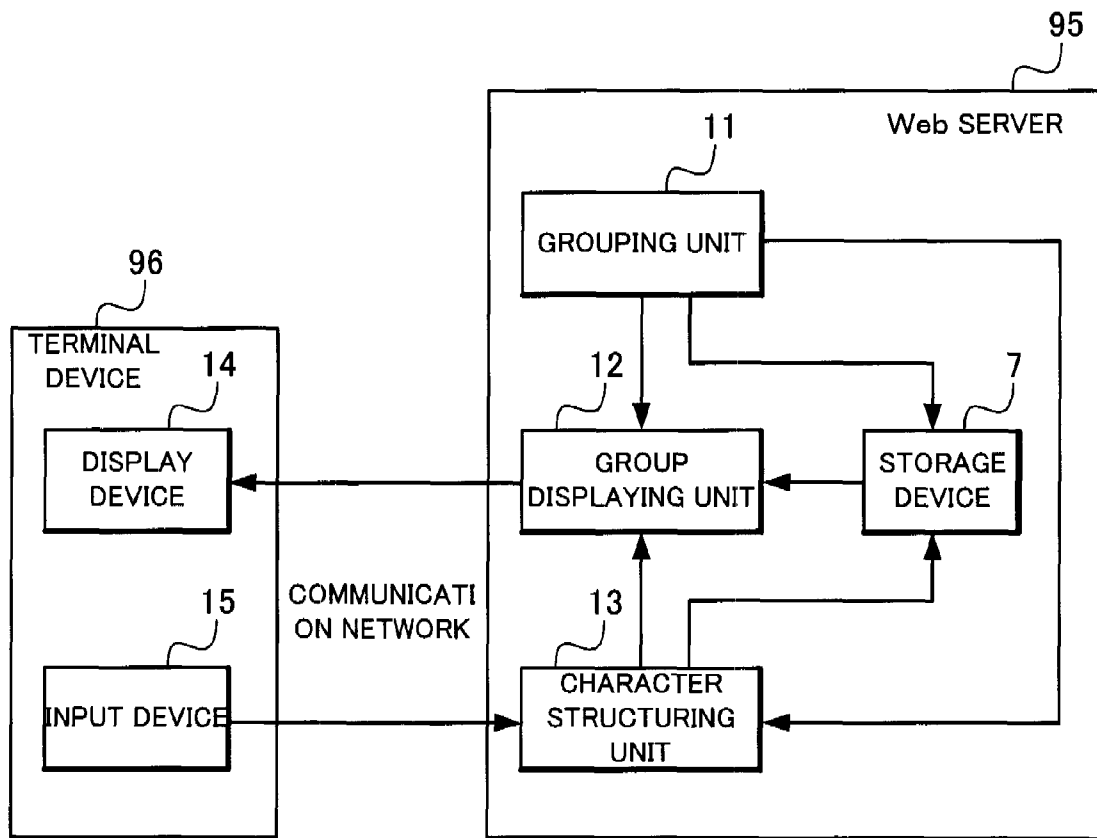 95
Web SERVER
11
GROUPING UNIT
96
TERMINAL
DEVICE
14
12
7
DISPLAY
DEVICE
GROUP
DISPLAYING UNIT
STORAGE
DEVICE
COMMUNICATI
ON NETWORK
15
13
INPUT DEVICE
CHARACTER
STRUCTURING
UNIT